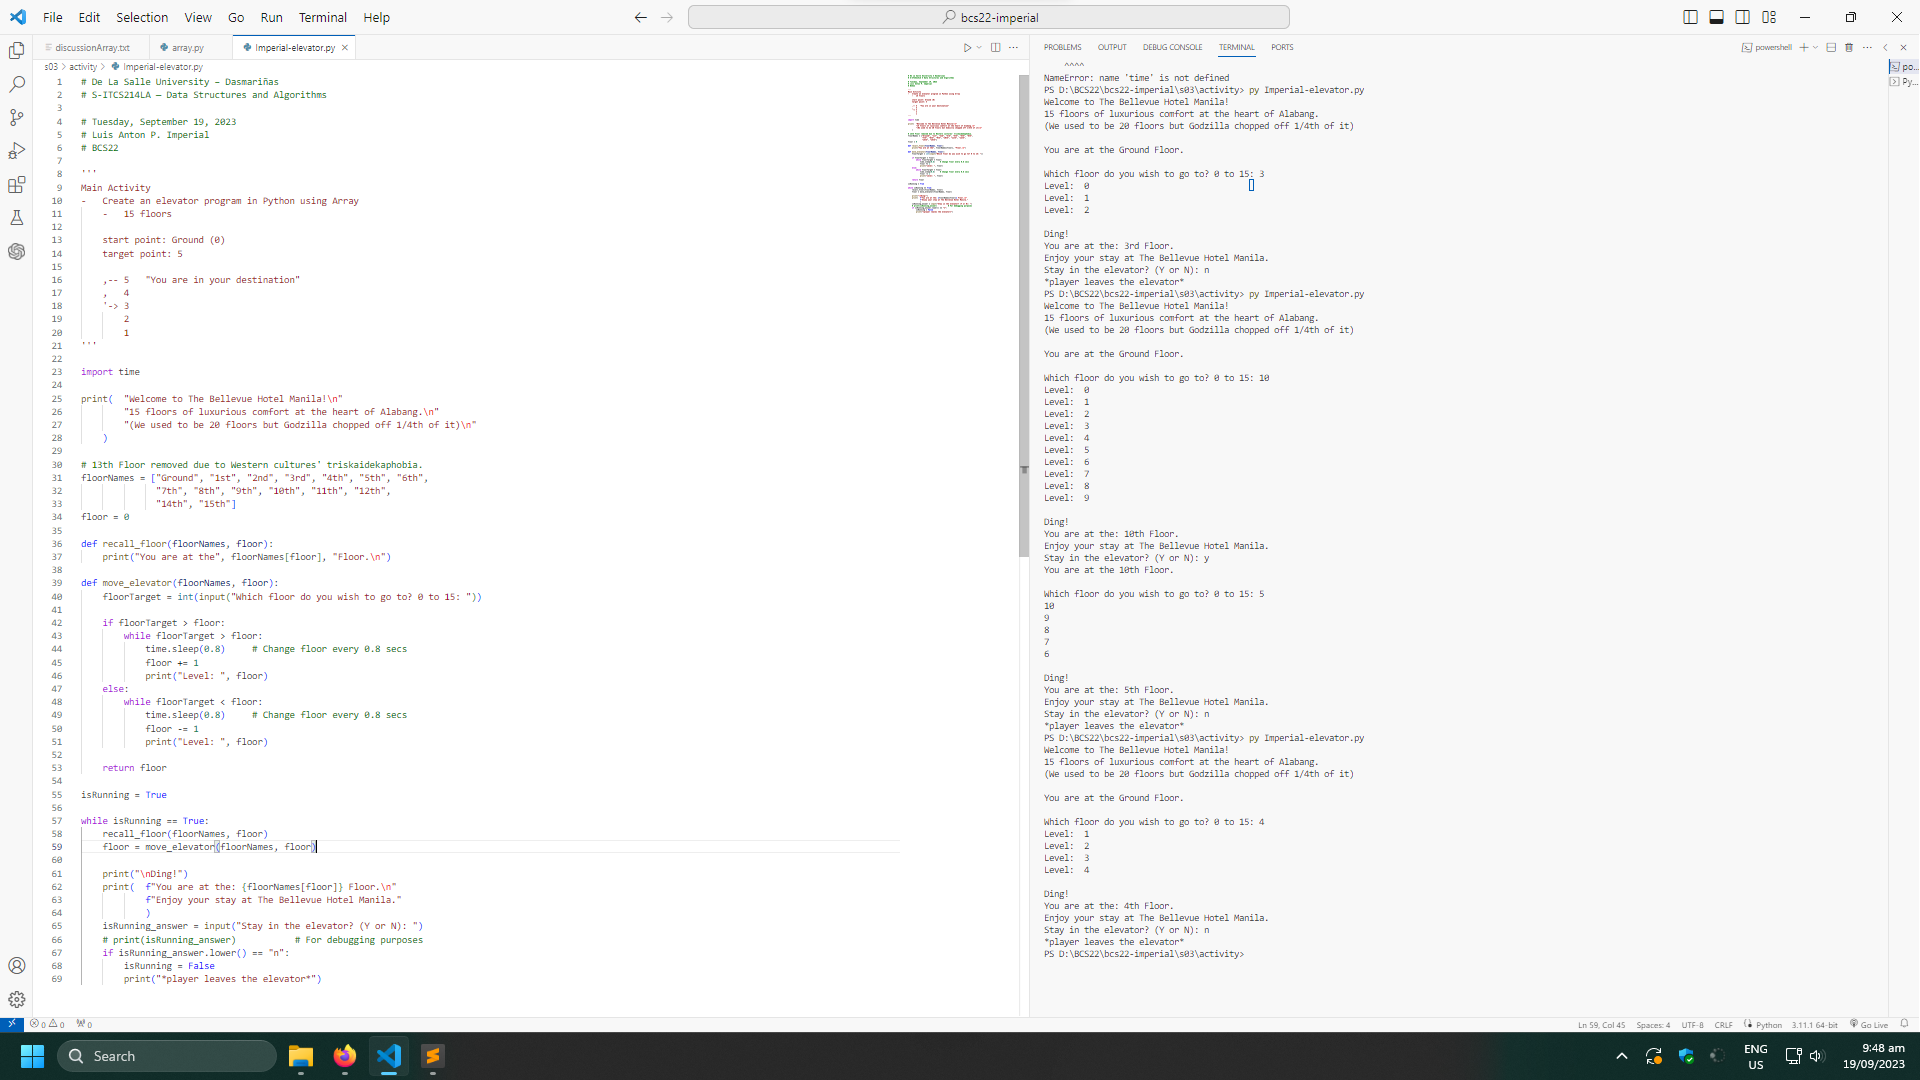 File Edit Selection View Go Run Terminal Help
bcs22-imperial
discussionArray.txt array.py Imperial-elevator.py
s03 > activity > Imperial-elevator.py
1 # De La Salle University – Dasmariñas
2 # S-ITCS214LA – Data Structures and Algorithms
3
4 # Tuesday, September 19, 2023
5 # Luis Anton P. Imperial
6 # BCS22
7
8 '''
9 Main Activity
10 - Create an elevator program in Python using Array
11 - 15 floors
12
13 start point: Ground (0)
14 target point: 5
15
16 ,-- 5 "You are in your destination"
17 , 4
18 '-> 3
19 2
20 1
21 '''
22
23 import time
24
25 print( "Welcome to The Bellevue Hotel Manila!\n"
26 "15 floors of luxurious comfort at the heart of Alabang.\n"
27 "(We used to be 20 floors but Godzilla chopped off 1/4th of it)\n"
28 )
29
30 # 13th Floor removed due to Western cultures' triskaidekaphobia.
31 floorNames = ["Ground", "1st", "2nd", "3rd", "4th", "5th", "6th",
32 "7th", "8th", "9th", "10th", "11th", "12th",
33 "14th", "15th"]
34 floor = 0
35
36 def recall_floor(floorNames, floor):
37 print("You are at the", floorNames[floor], "Floor.\n")
38
39 def move_elevator(floorNames, floor):
40 floorTarget = int(input("Which floor do you wish to go to? 0 to 15: "))
41
42 if floorTarget > floor:
43 while floorTarget > floor:
44 time.sleep(0.8) # Change floor every 0.8 secs
45 floor += 1
46 print("Level: ", floor)
47 else:
48 while floorTarget < floor:
49 time.sleep(0.8) # Change floor every 0.8 secs
50 floor -= 1
51 print("Level: ", floor)
52
53 return floor
54
55 isRunning = True
56
57 while isRunning == True:
58 recall_floor(floorNames, floor)
59 floor = move_elevator(floorNames, floor)
60
61 print("\nDing!")
62 print( f"You are at the: {floorNames[floor]} Floor.\n"
63 f"Enjoy your stay at The Bellevue Hotel Manila."
64 )
65 isRunning_answer = input("Stay in the elevator? (Y or N): ")
66 # print(isRunning_answer) # For debugging purposes
67 if isRunning_answer.lower() == "n":
68 isRunning = False
69 print("*player leaves the elevator*")
PROBLEMS OUTPUT DEBUG CONSOLE TERMINAL PORTS
powershell
po...
Py...
^^^^
NameError: name 'time' is not defined
PS D:\BCS22\bcs22-imperial\s03\activity> py Imperial-elevator.py
Welcome to The Bellevue Hotel Manila!
15 floors of luxurious comfort at the heart of Alabang.
(We used to be 20 floors but Godzilla chopped off 1/4th of it)
You are at the Ground Floor.
Which floor do you wish to go to? 0 to 15: 3
Level: 0
Level: 1
Level: 2
Ding!
You are at the: 3rd Floor.
Enjoy your stay at The Bellevue Hotel Manila.
Stay in the elevator? (Y or N): n
*player leaves the elevator*
PS D:\BCS22\bcs22-imperial\s03\activity> py Imperial-elevator.py
Welcome to The Bellevue Hotel Manila!
15 floors of luxurious comfort at the heart of Alabang.
(We used to be 20 floors but Godzilla chopped off 1/4th of it)
You are at the Ground Floor.
Which floor do you wish to go to? 0 to 15: 10
Level: 0
Level: 1
Level: 2
Level: 3
Level: 4
Level: 5
Level: 6
Level: 7
Level: 8
Level: 9
Ding!
You are at the: 10th Floor.
Enjoy your stay at The Bellevue Hotel Manila.
Stay in the elevator? (Y or N): y
You are at the 10th Floor.
Which floor do you wish to go to? 0 to 15: 5
10
9
8
7
6
Ding!
You are at the: 5th Floor.
Enjoy your stay at The Bellevue Hotel Manila.
Stay in the elevator? (Y or N): n
*player leaves the elevator*
PS D:\BCS22\bcs22-imperial\s03\activity> py Imperial-elevator.py
Welcome to The Bellevue Hotel Manila!
15 floors of luxurious comfort at the heart of Alabang.
(We used to be 20 floors but Godzilla chopped off 1/4th of it)
You are at the Ground Floor.
Which floor do you wish to go to? 0 to 15: 4
Level: 1
Level: 2
Level: 3
Level: 4
Ding!
You are at the: 4th Floor.
Enjoy your stay at The Bellevue Hotel Manila.
Stay in the elevator? (Y or N): n
*player leaves the elevator*
PS D:\BCS22\bcs22-imperial\s03\activity>
0 0 0
Ln 59, Col 45 Spaces: 4 UTF-8 CRLF Python 3.11.1 64-bit Go Live
Search
ENG
US
9:48 am
19/09/2023